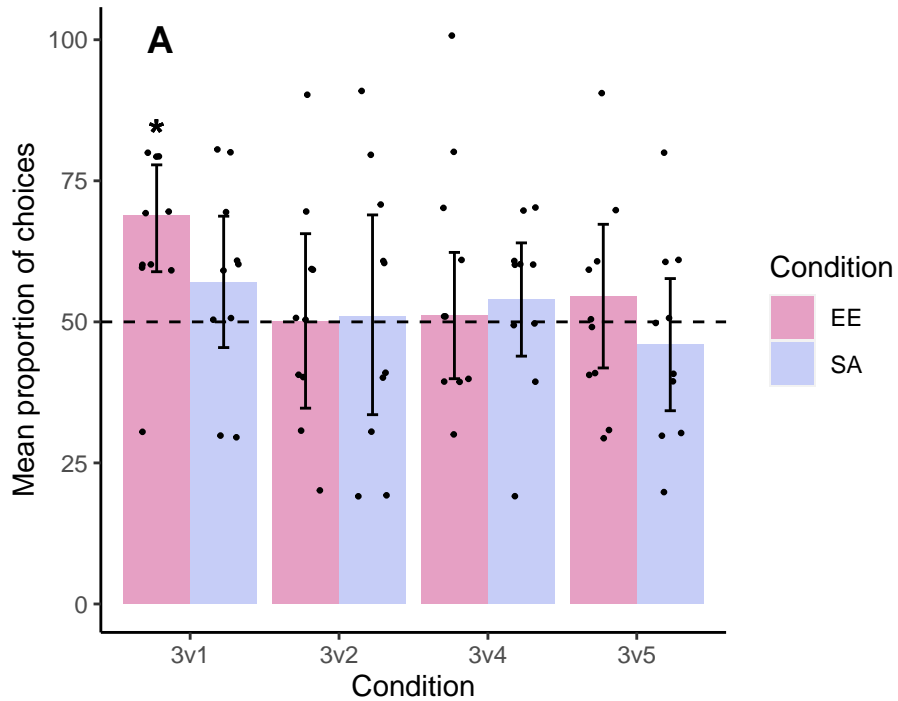 A
*
100
75
50
25
0
Mean proportion of choices
3v1 3v2 3v4 3v5
Condition
Condition
EE
SA